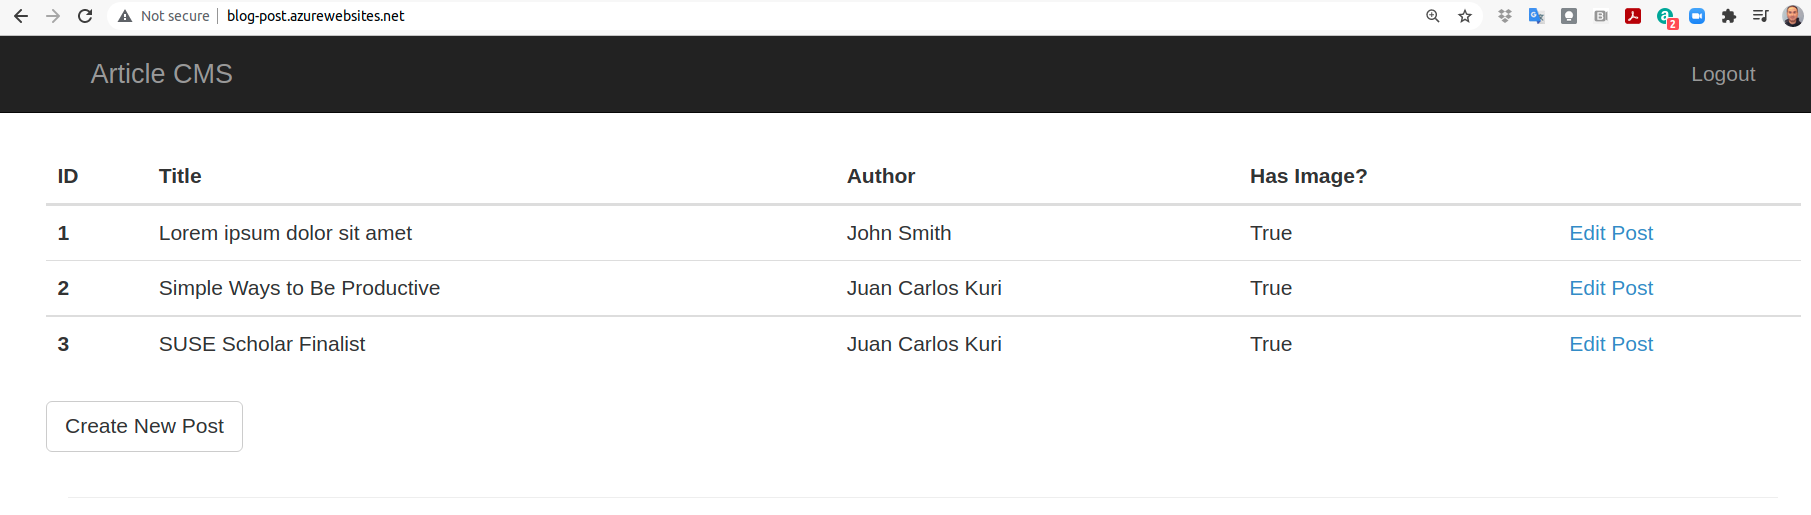 Not secure | blog-post.azurewebsites.net
2
Article CMS Logout
ID Title Author Has Image?
1 Lorem ipsum dolor sit amet John Smith True Edit Post
2 Simple Ways to Be Productive Juan Carlos Kuri True Edit Post
3 SUSE Scholar Finalist Juan Carlos Kuri True Edit Post
Create New Post